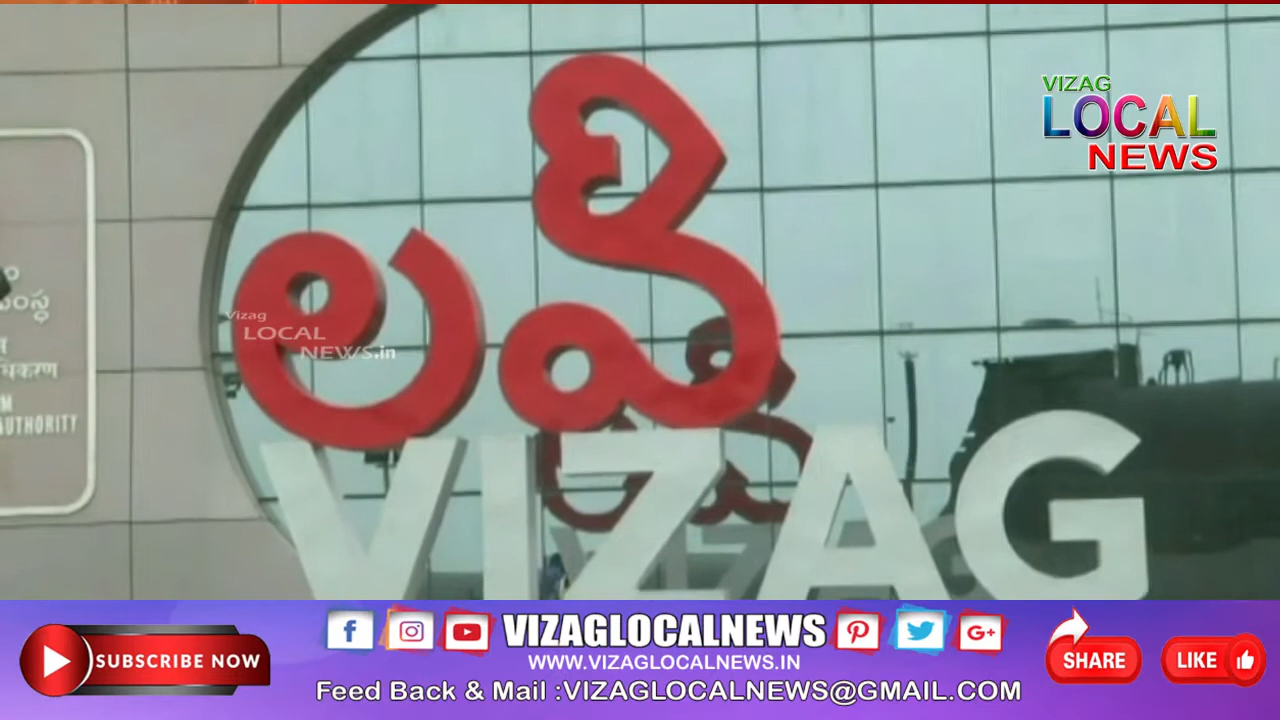 VIZAG
LOCAL
NEWS
లవ్
VIZAG
Vizag
LOCAL
NEWS.in
AUTHORITY
SUBSCRIBE NOW
VIZAGLOCALNEWS
G+
SHARE
LIKE
WWW.VIZAGLOCALNEWS.IN
Feed Back & Mail :VIZAGLOCALNEWS@GMAIL.COM